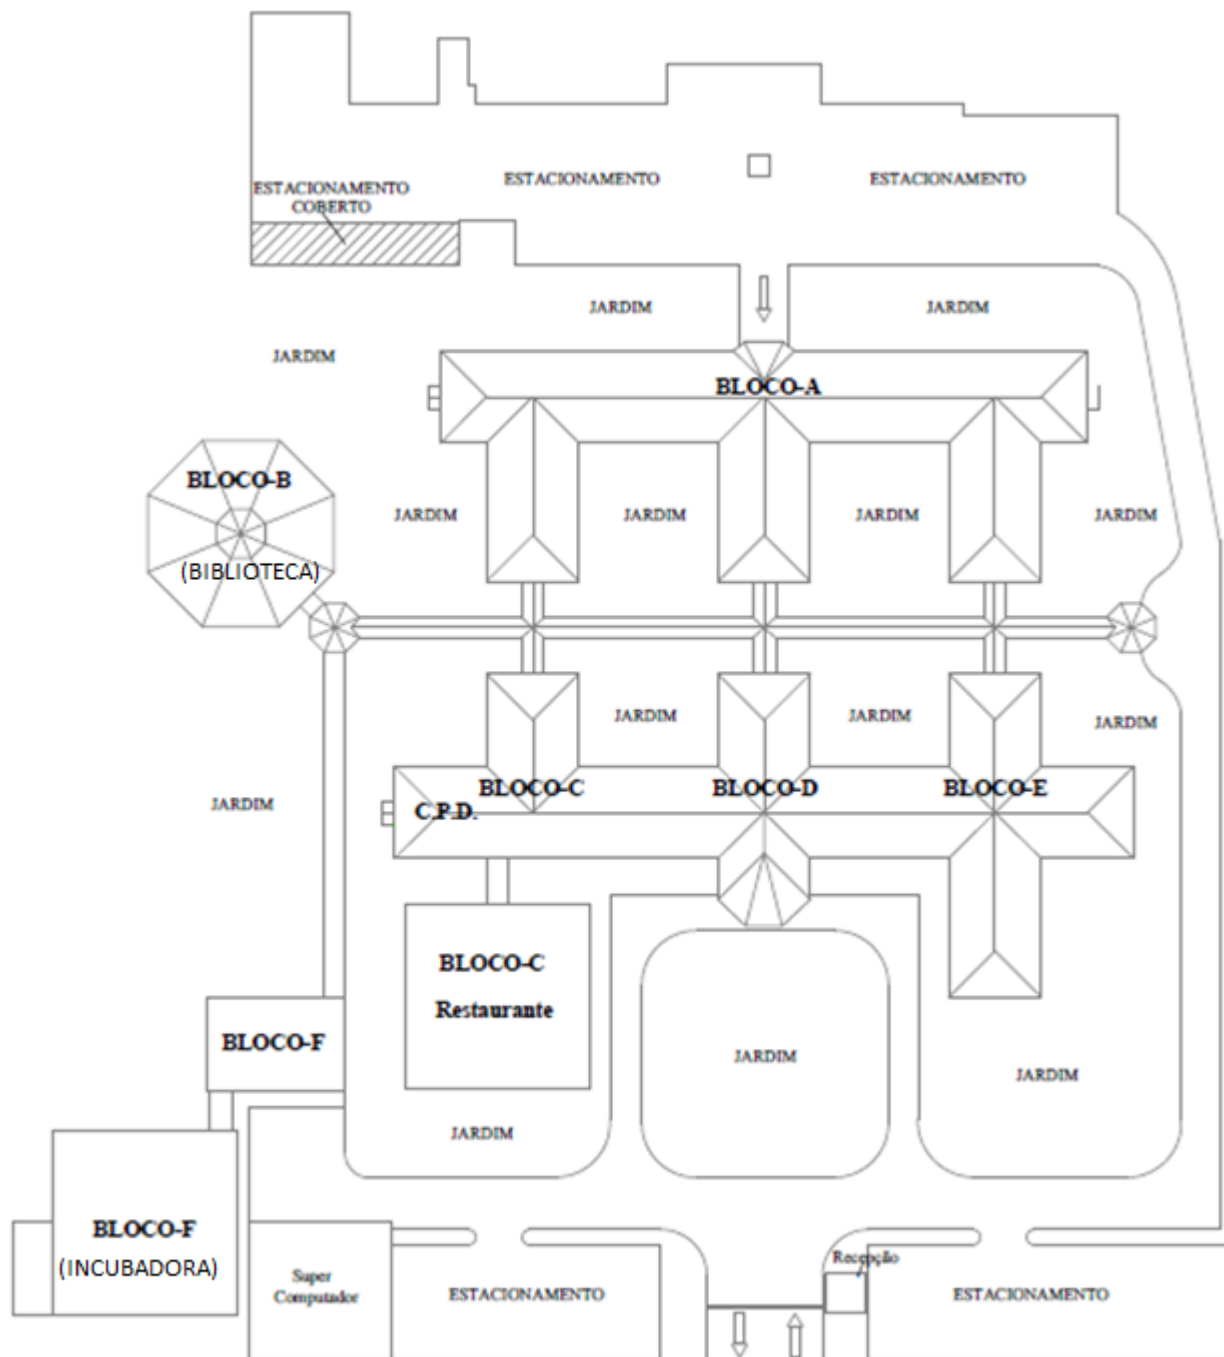 ESTACIONAMENTO
COBERTO
ESTACIONAMENTO
ESTACIONAMENTO
JARDIM
JARDIM
JARDIM
BLOCO-A
BLOCO-B
(BIBLIOTECA)
JARDIM
JARDIM
JARDIM
JARDIM
JARDIM
JARDIM
JARDIM
JARDIM
BLOCO-C
BLOCO-D
BLOCO-E
C.P.D.
BLOCO-C
Restaurante
BLOCO-F
JARDIM
JARDIM
JARDIM
BLOCO-F
(INCUBADORA)
Super
Computador
ESTACIONAMENTO
Recepção
ESTACIONAMENTO